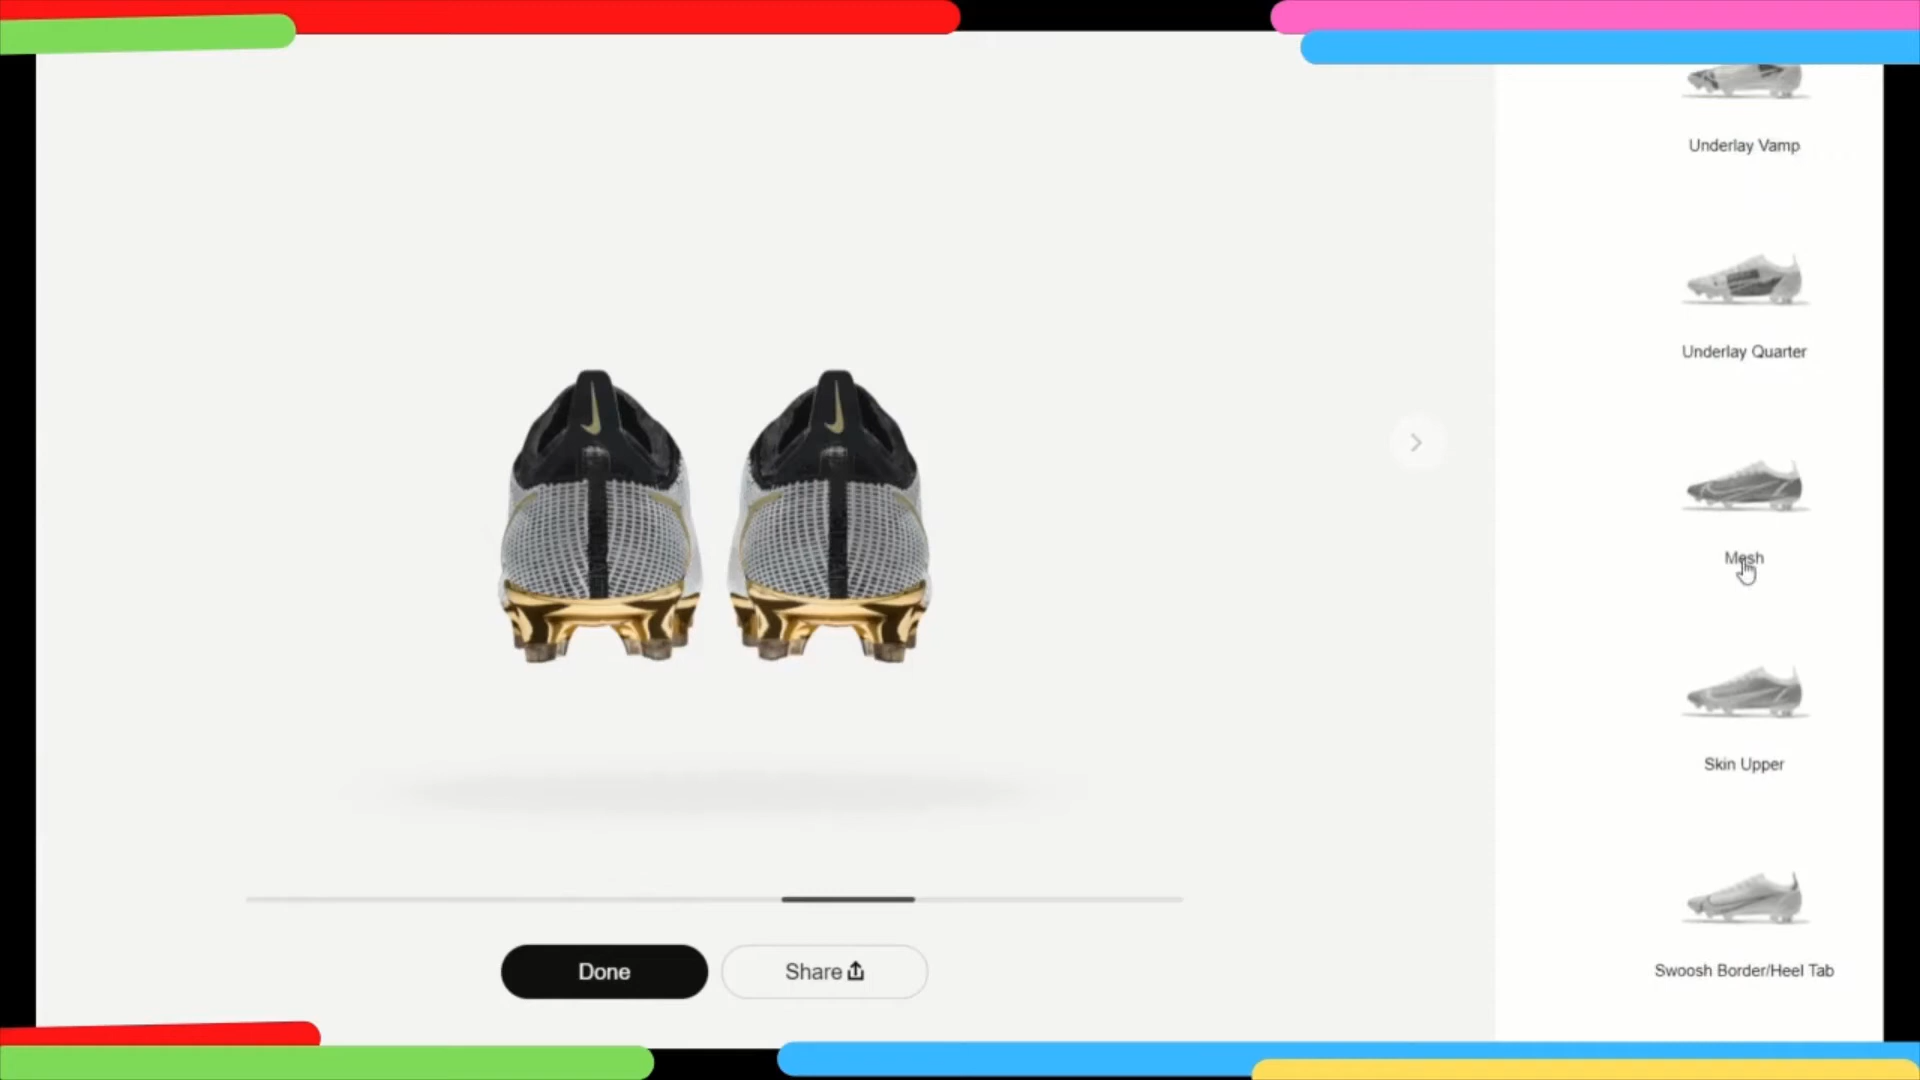 Underlay Vamp
Underlay Quarter
Mesh
Skin Upper
Swoosh Border/Heel Tab
Done
Share